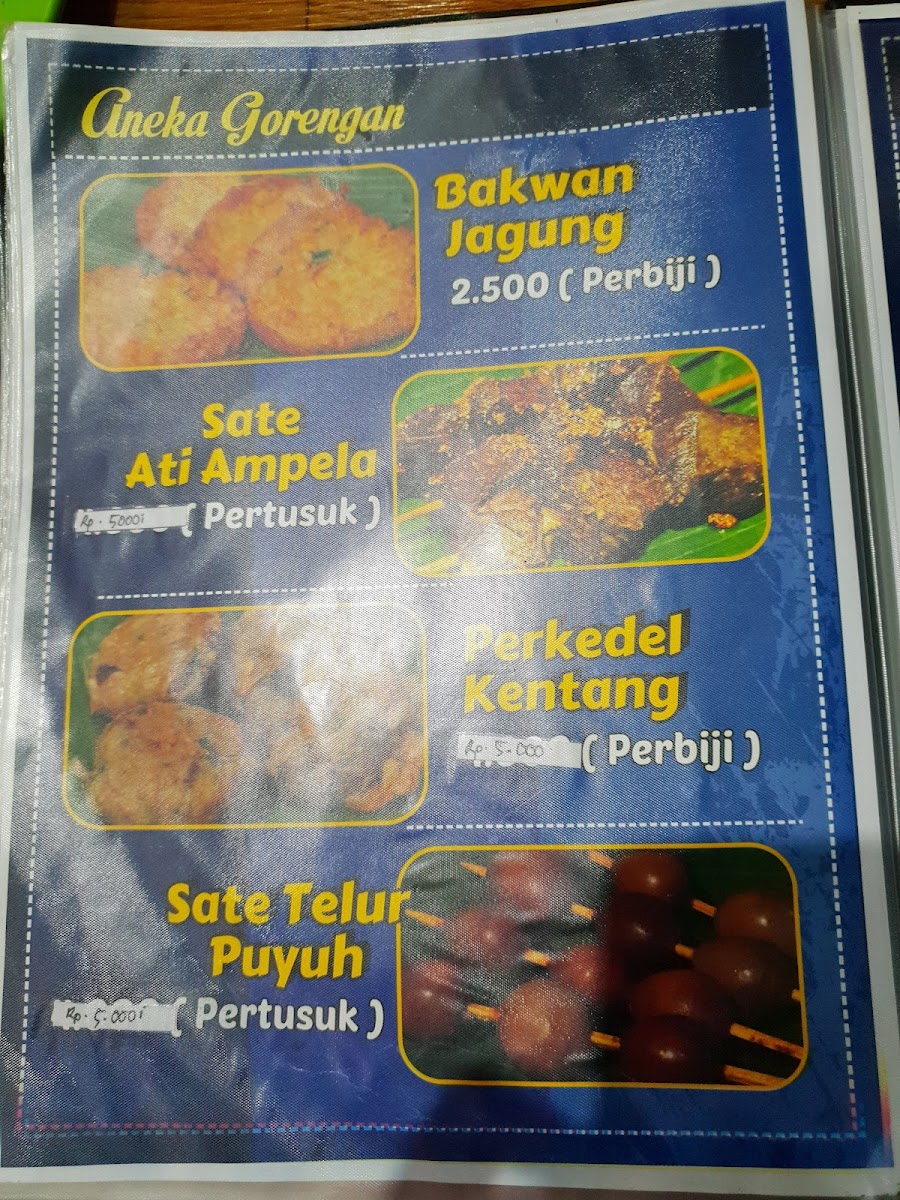 Aneka Gorengan
Bakwan
Jagung
2.500 ( Perbiji )
Sate
Ati Ampela
Rp. 5000; ( Pertusuk )
Perkedel
Kentang
Rp. 5.000 ( Perbiji )
Sate Telur
Puyuh
Rp. 5.000; ( Pertusuk )